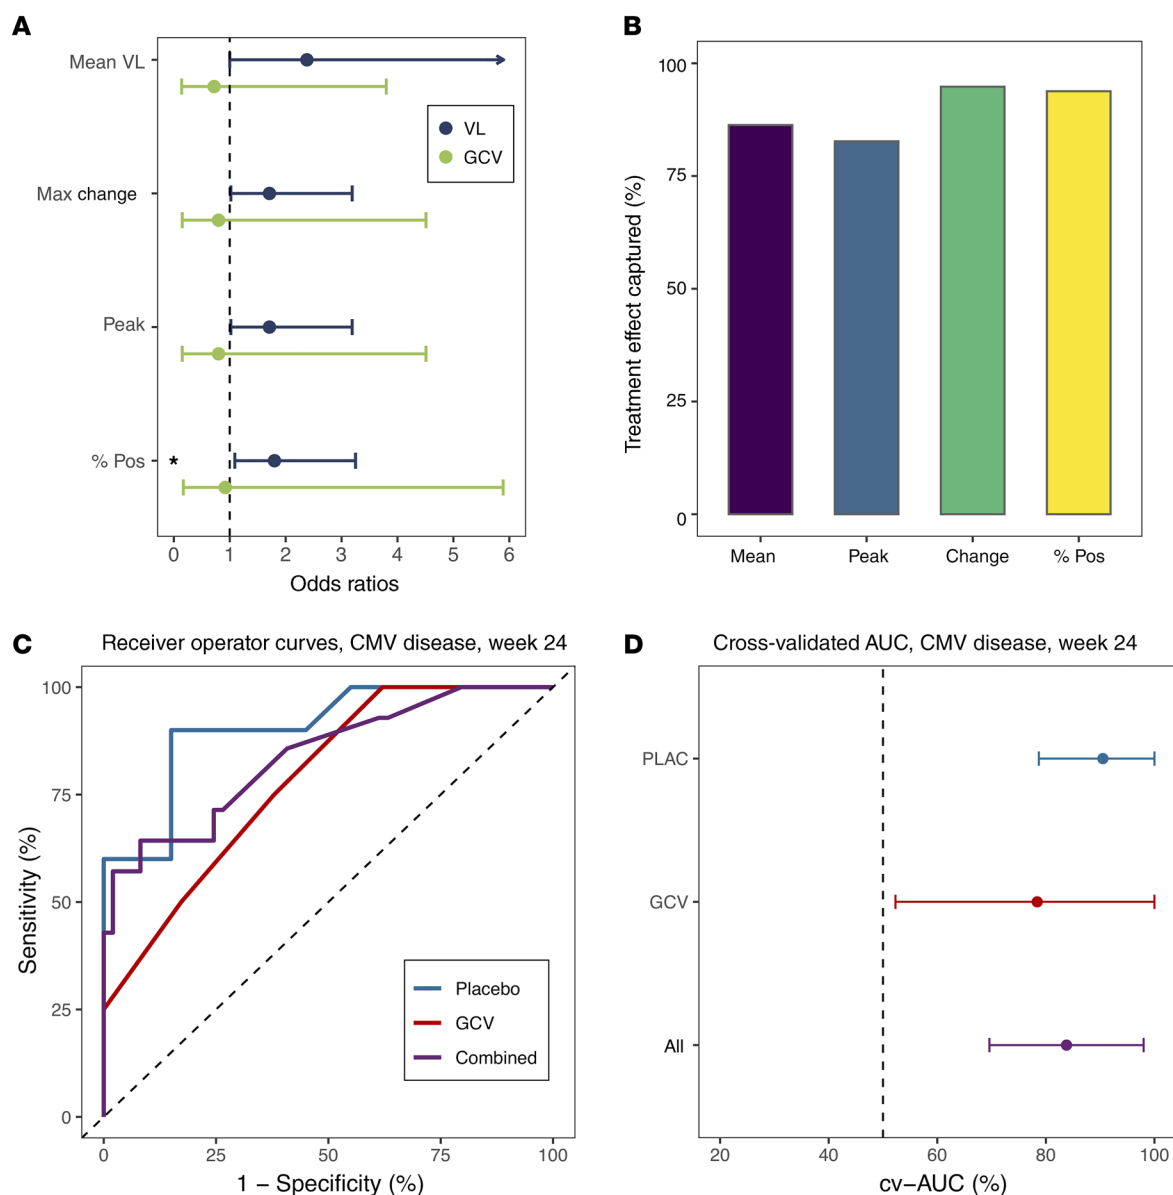 A
Mean VL
Max change
Peak
% Pos
*
VL
GCV
0 1 2 3 4 5 6
Odds ratios
B
Treatment effect captured (%)
100
75
50
25
0
Mean Peak Change % Pos
C
Receiver operator curves, CMV disease, week 24
Sensitivity (%)
100
75
50
25
0
Placebo
GCV
Combined
0 25 50 75 100
1 – Specificity (%)
D
Cross-validated AUC, CMV disease, week 24
PLAC
GCV
All
20 40 60 80 100
cv–AUC (%)